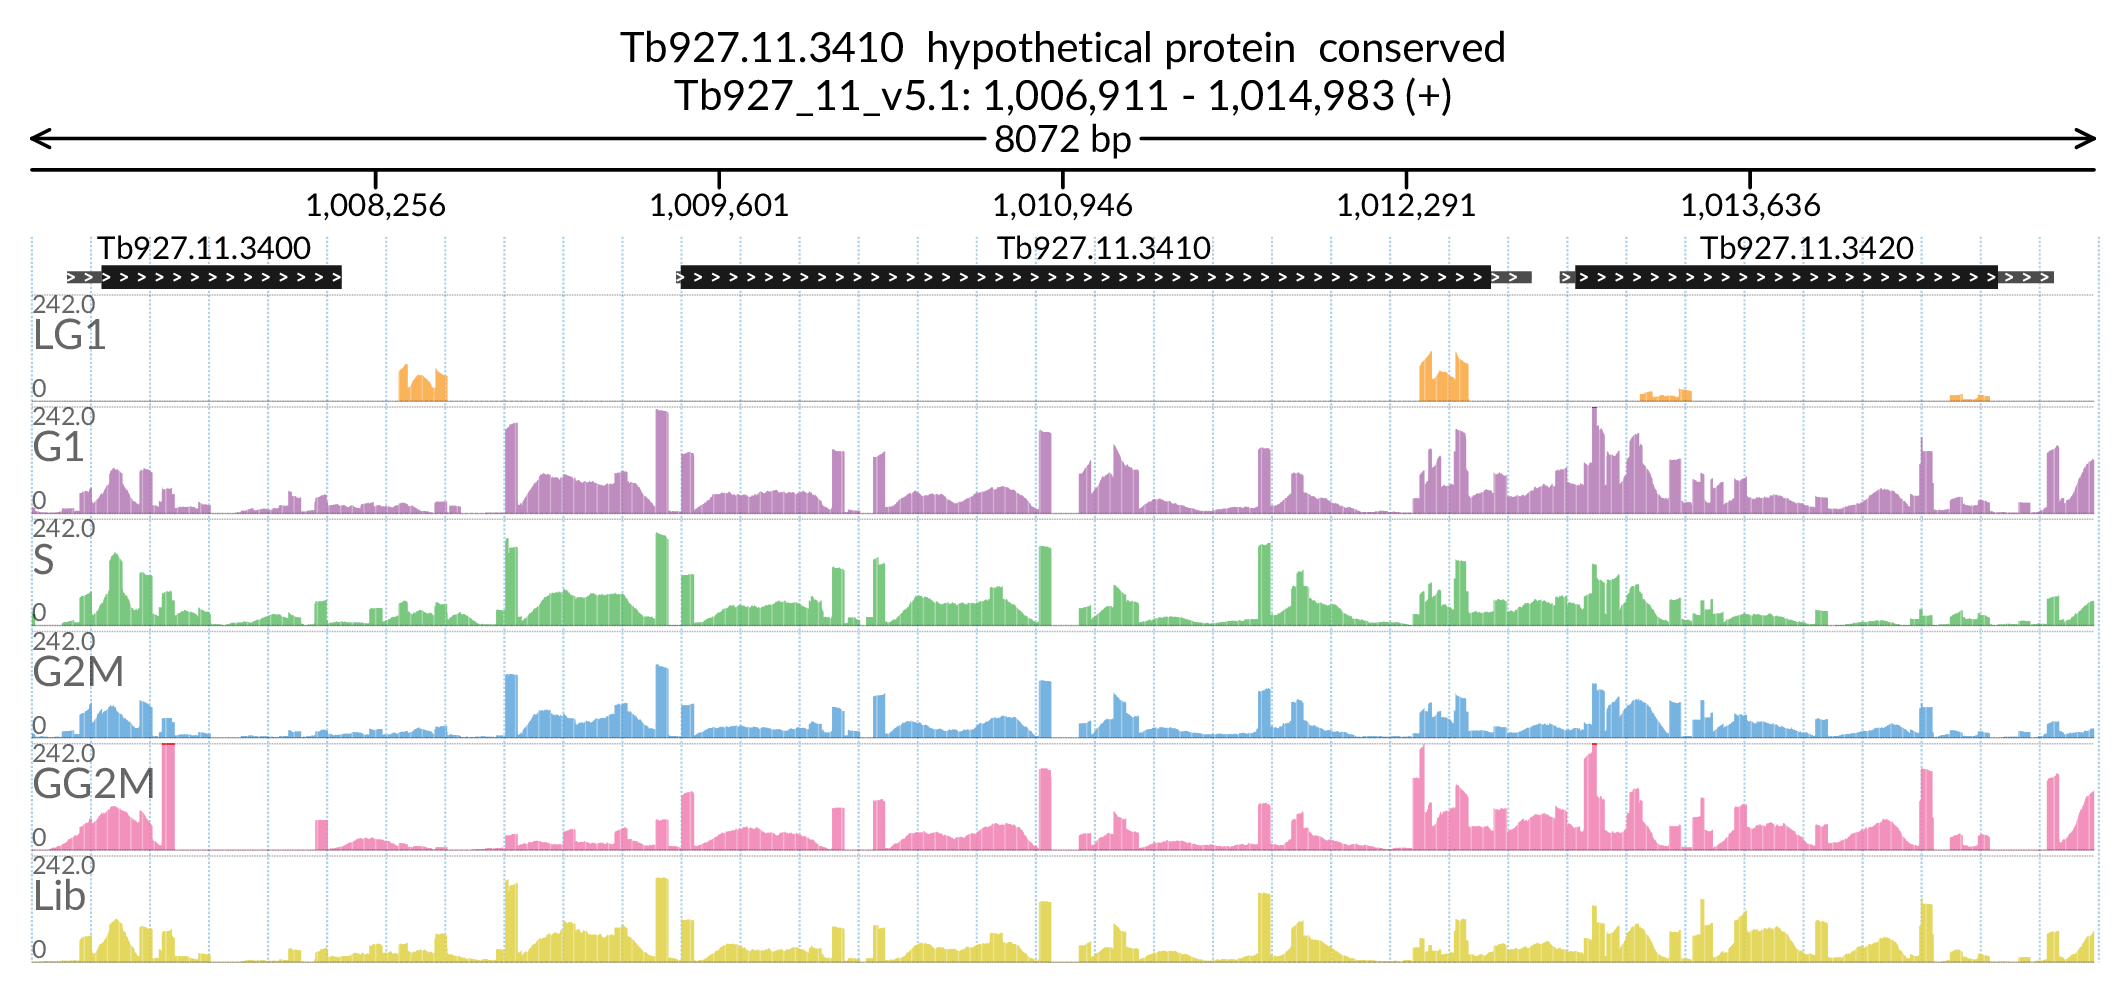 Tb927.11.3410 hypothetical protein conserved
Tb927_11_v5.1: 1,006,911 - 1,014,983 (+)
8072 bp
1,008,256 1,009,601 1,010,946 1,012,291 1,013,636
Tb927.11.3400 Tb927.11.3410 Tb927.11.3420
242.0
LG1
0
242.0
G1
0
242.0
S
0
242.0
G2M
0
242.0
GG2M
0
242.0
Lib
0